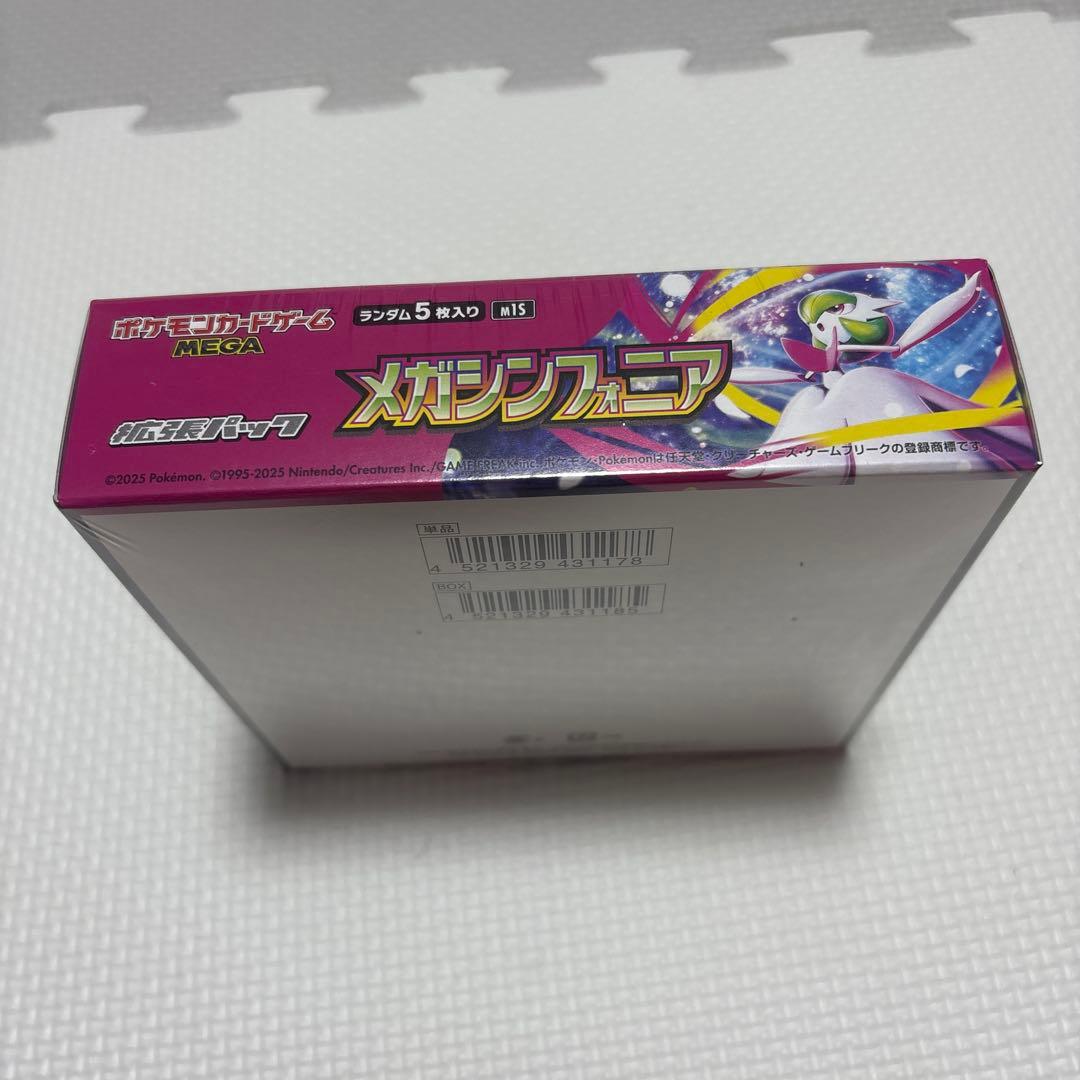 ポケモンカードゲーム
MEGA
ランダム5枚入り
M1S
メガシンフォニア
拡張パック
©2025 Pokémon. ©1995-2025 Nintendo/Creatures Inc./GAME FREAK inc. ポケモン・Pokémonは任天堂・クリーチャーズ・ゲームフリークの登録商標です。
単品
4 521329 431178
BOX
4 521329 431185